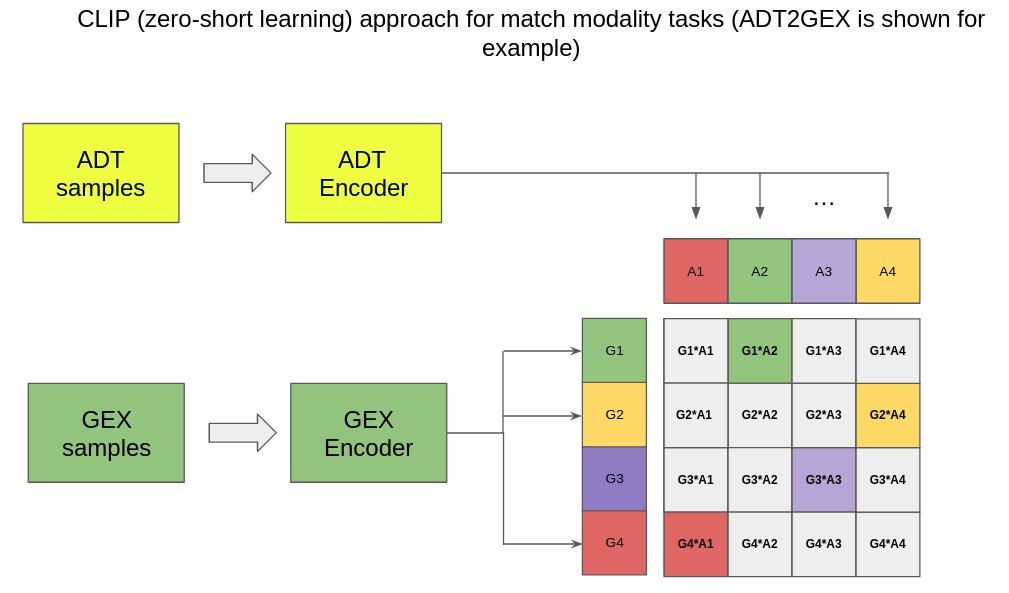 CLIP (zero-short learning) approach for match modality tasks (ADT2GEX is shown for
example)
ADT
samples
ADT
Encoder
...
A1 A2 A3 A4
G1 G1*A1 G1*A2 G1*A3 G1*A4
G2 G2*A1 G2*A2 G2*A3 G2*A4
GEX
samples
GEX
Encoder
G3 G3*A1 G3*A2 G3*A3 G3*A4
G4 G4*A1 G4*A2 G4*A3 G4*A4